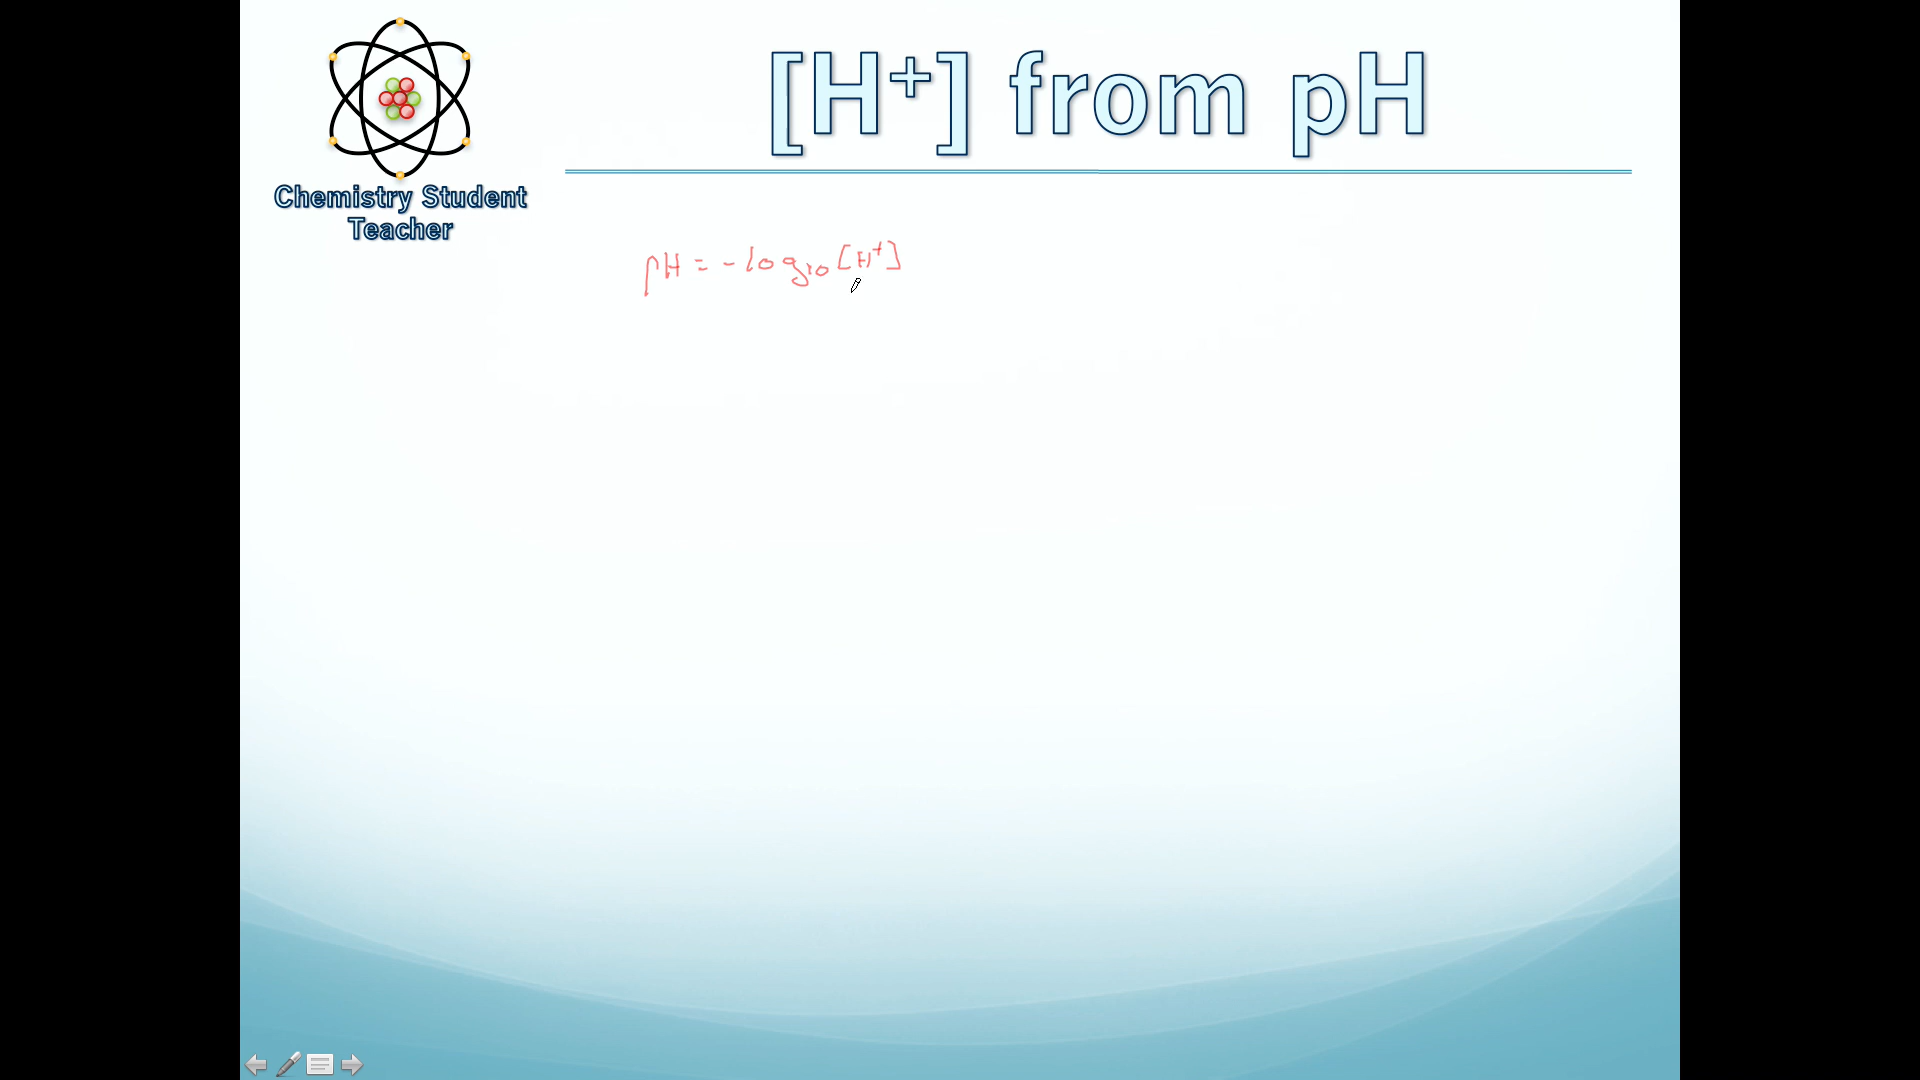 [H⁺] from pH
Chemistry Student
Teacher
pH = -log₁₀[H⁺]